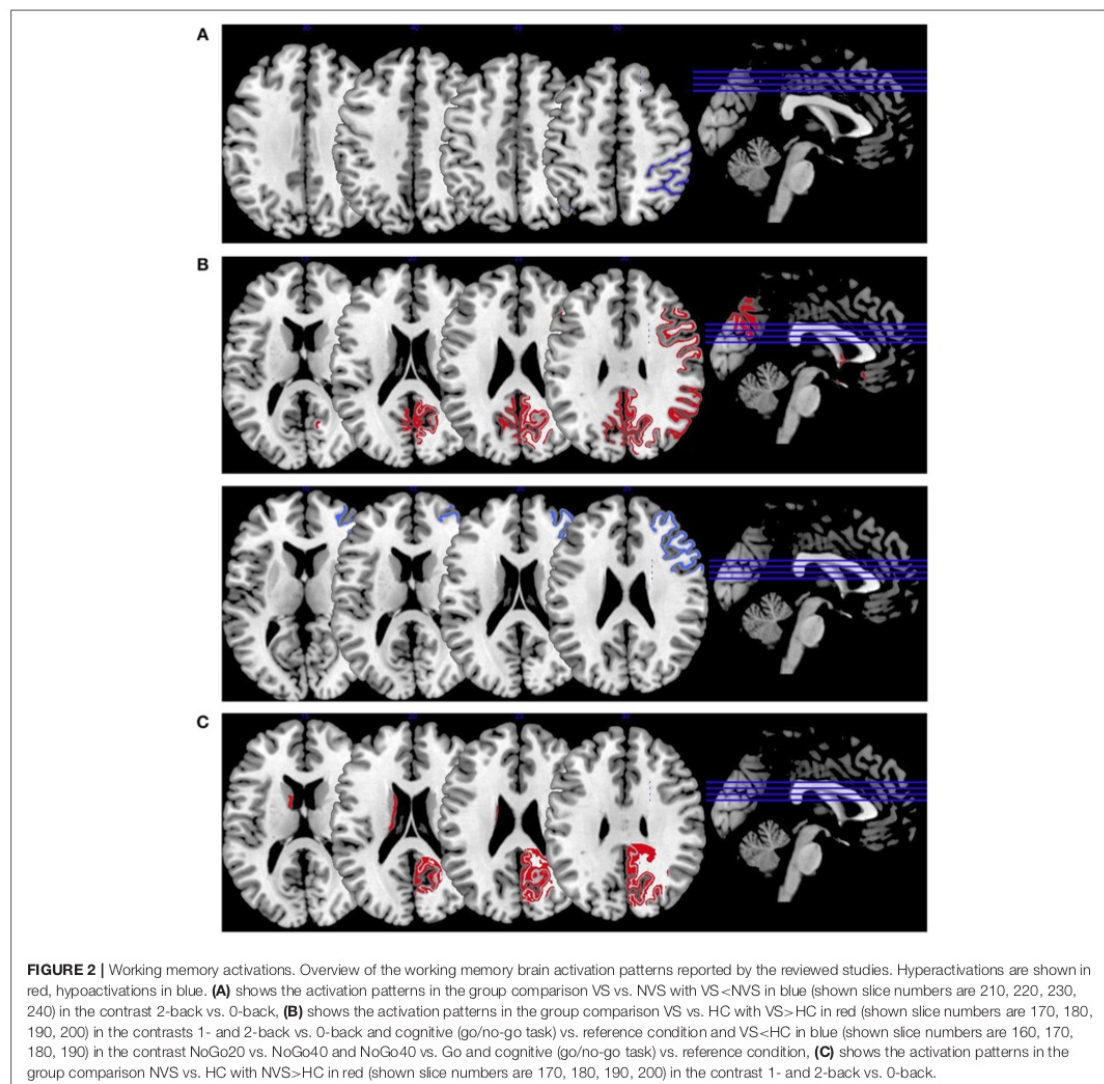 A
B
C
FIGURE 2 | Working memory activations. Overview of the working memory brain activation patterns reported by the reviewed studies. Hyperactivations are shown in
red, hypoactivations in blue. (A) shows the activation patterns in the group comparison VS vs. NVS with VS<NVS in blue (shown slice numbers are 210, 220, 230,
240) in the contrast 2-back vs. 0-back, (B) shows the activation patterns in the group comparison VS vs. HC with VS>HC in red (shown slice numbers are 170, 180,
190, 200) in the contrasts 1- and 2-back vs. 0-back and cognitive (go/no-go task) vs. reference condition and VS<HC in blue (shown slice numbers are 160, 170,
180, 190) in the contrast NoGo20 vs. NoGo40 and NoGo40 vs. Go and cognitive (go/no-go task) vs. reference condition, (C) shows the activation patterns in the
group comparison NVS vs. HC with NVS>HC in red (shown slice numbers are 170, 180, 190, 200) in the contrast 1- and 2-back vs. 0-back.